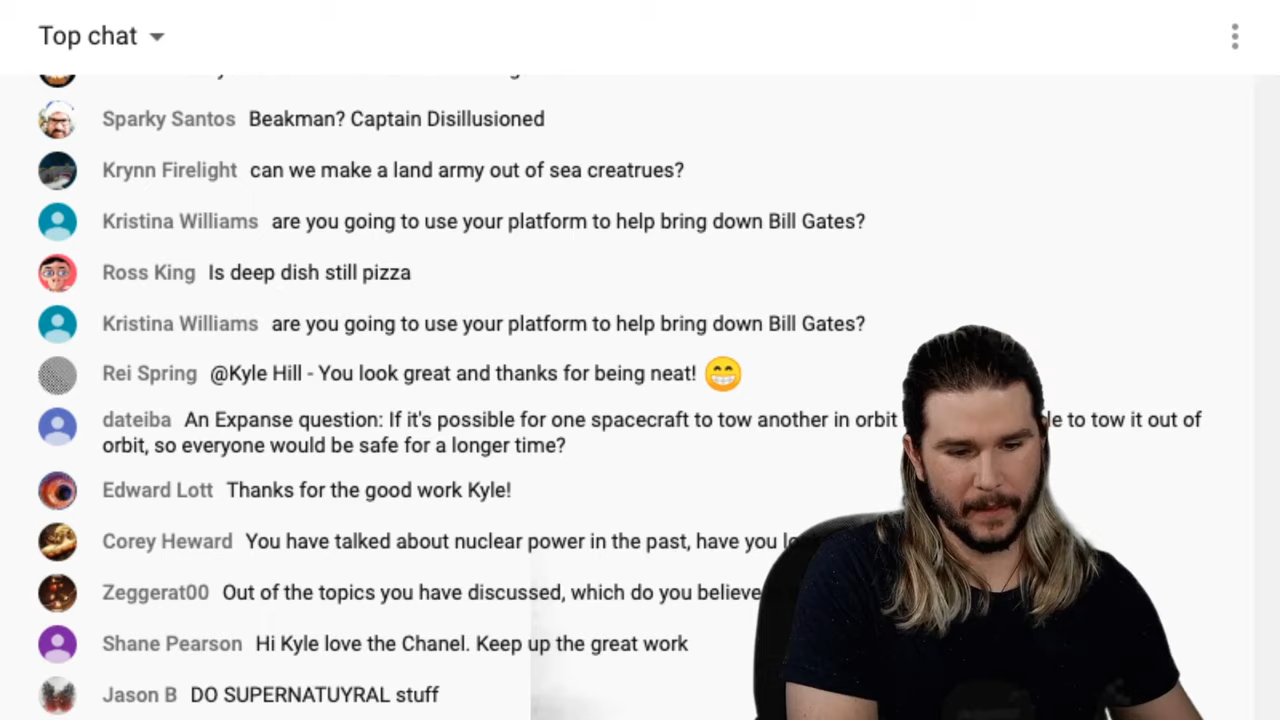 Top chat
Sparky Santos Beakman? Captain Disillusioned
Krynn Firelight can we make a land army out of sea creatrues?
Kristina Williams are you going to use your platform to help bring down Bill Gates?
Ross King Is deep dish still pizza
Kristina Williams are you going to use your platform to help bring down Bill Gates?
Rei Spring @Kyle Hill - You look great and thanks for being neat!
dateiba An Expanse question: If it's possible for one spacecraft to tow another in orbit to tow it out of
orbit, so everyone would be safe for a longer time?
Edward Lott Thanks for the good work Kyle!
Corey Heward You have talked about nuclear power in the past, have you
Zeggerat00 Out of the topics you have discussed, which do you believe
Shane Pearson Hi Kyle love the Chanel. Keep up the great work
Jason B DO SUPERNATUYRAL stuff